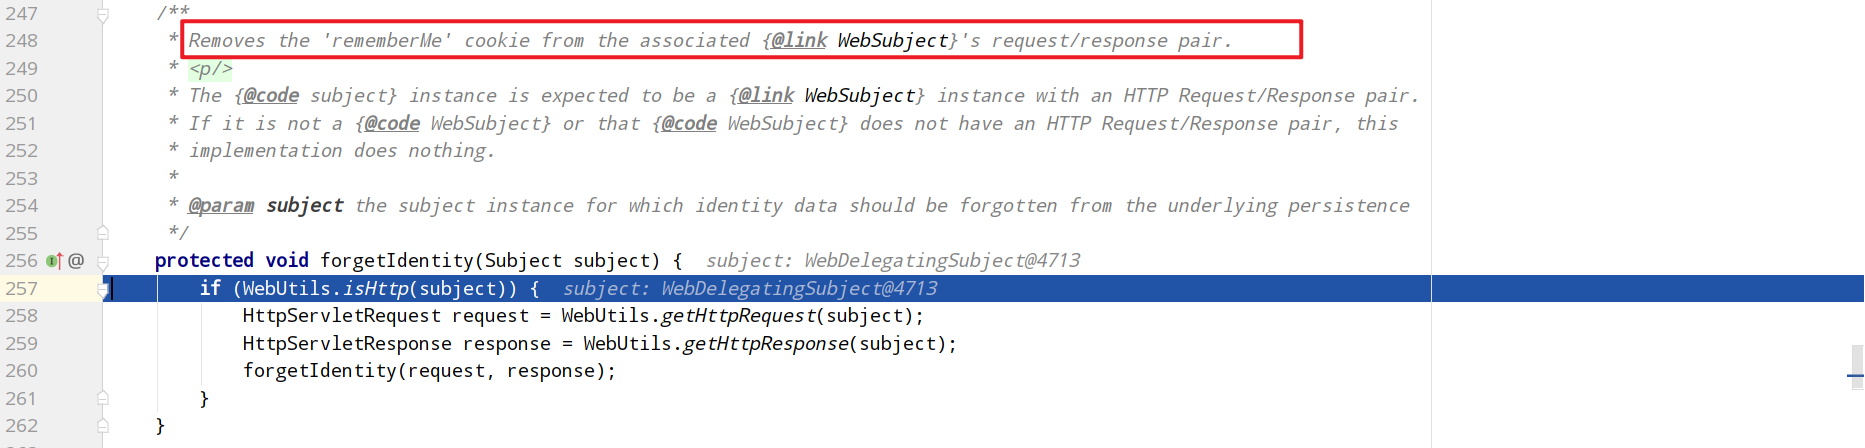 247 /**
248 * Removes the 'rememberMe' cookie from the associated {@link WebSubject}'s request/response pair.
249 * <p/>
250 * The {@code subject} instance is expected to be a {@link WebSubject} instance with an HTTP Request/Response pair.
251 * If it is not a {@code WebSubject} or that {@code WebSubject} does not have an HTTP Request/Response pair, this
252 * implementation does nothing.
253 *
254 * @param subject the subject instance for which identity data should be forgotten from the underlying persistence
255 */
256 @ protected void forgetIdentity(Subject subject) { subject: WebDelegatingSubject@4713
257 if (WebUtils.isHttp(subject)) { subject: WebDelegatingSubject@4713
258 HttpServletRequest request = WebUtils.getHttpRequest(subject);
259 HttpServletResponse response = WebUtils.getHttpResponse(subject);
260 forgetIdentity(request, response);
261 }
262 }